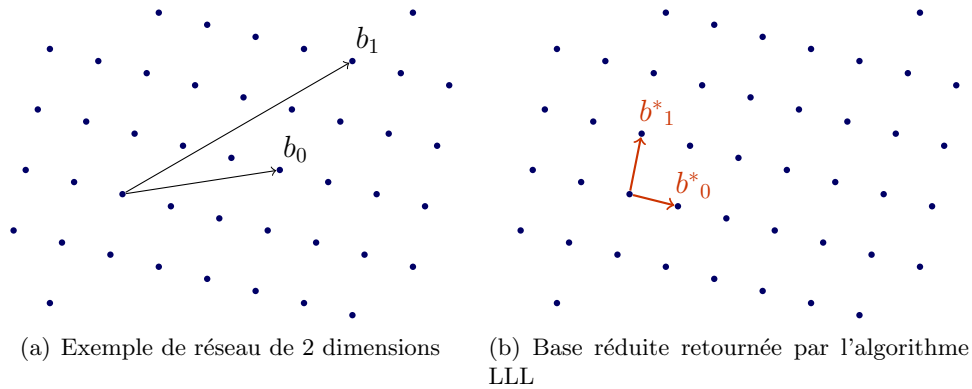 b₁
b₀
b*₁
b*₀
(a) Exemple de réseau de 2 dimensions
(b) Base réduite retournée par l'algorithme
LLL